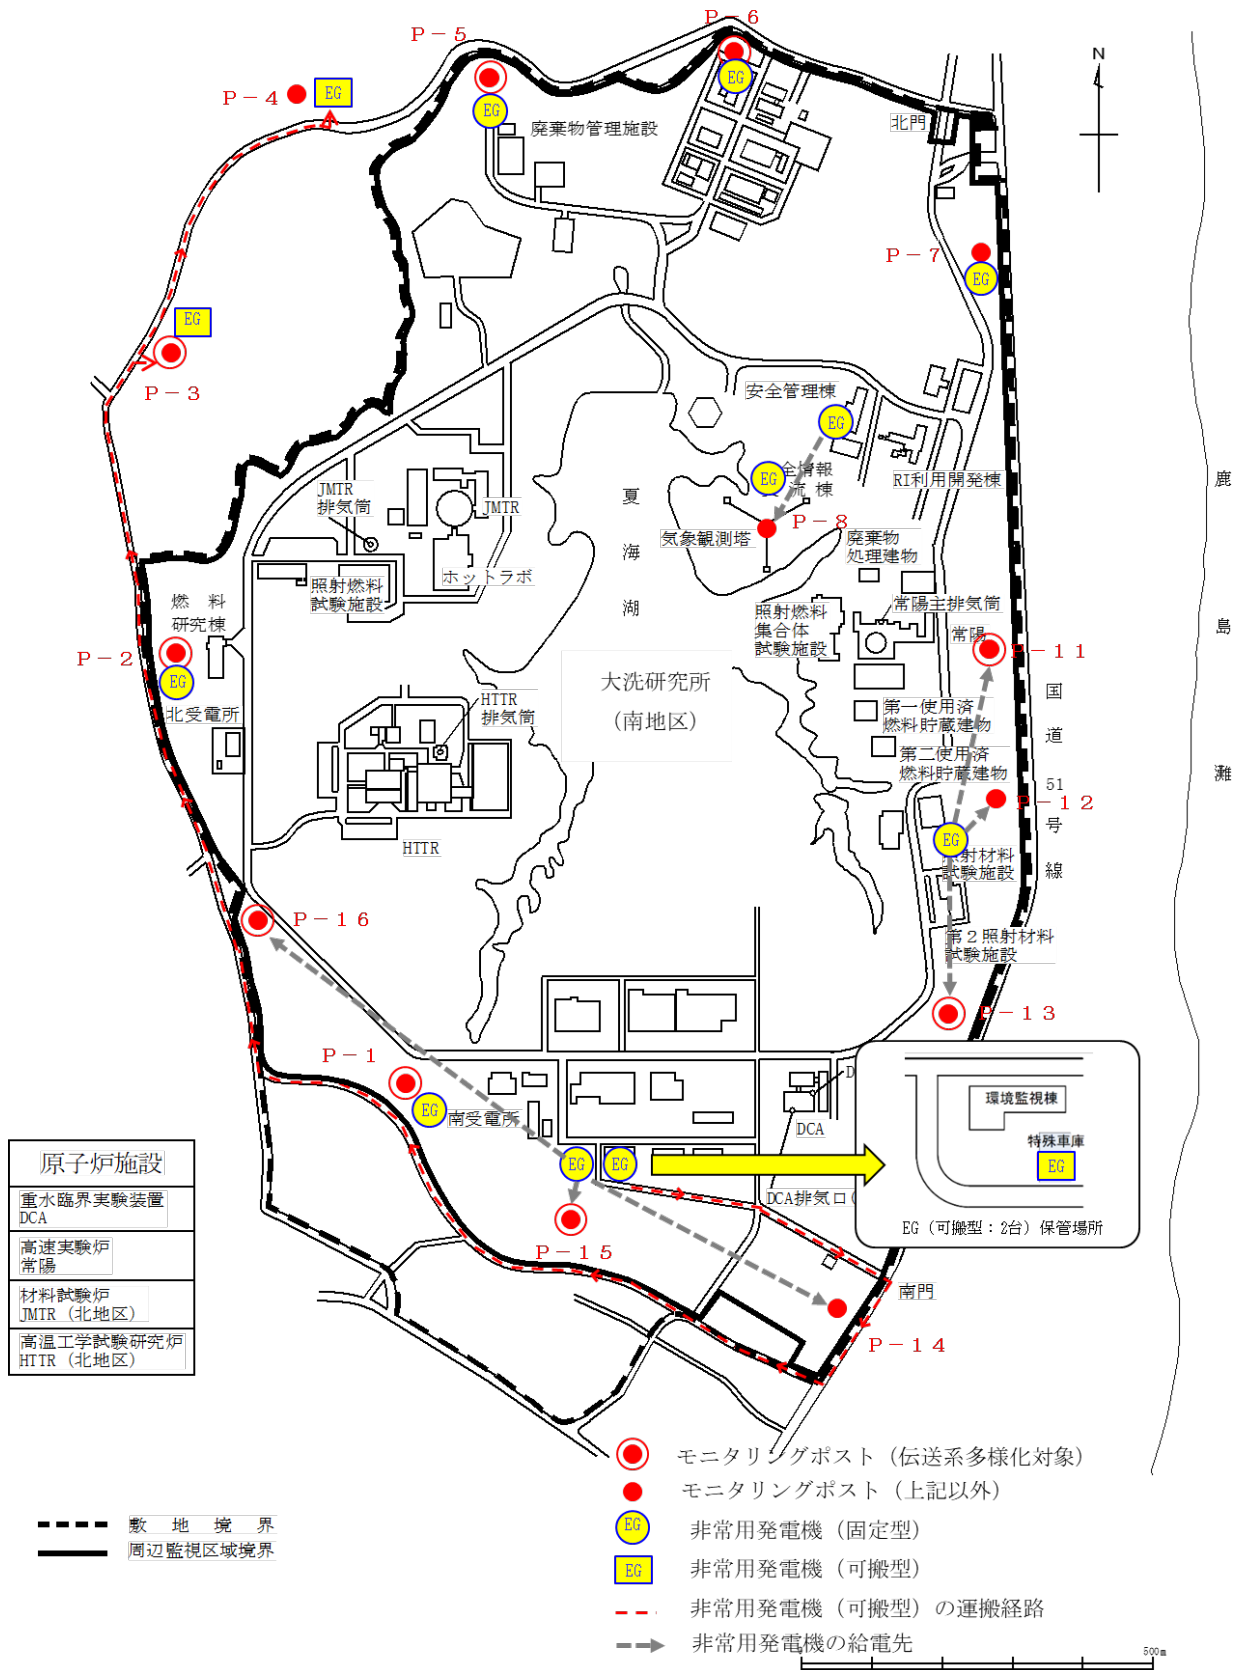 P－6
P－5
N
P－4
EG
EG
EG
北門
廃棄物管理施設
P－7
EG
EG
P－3
安全管理棟
EG
全情報
流棟
EG
RI利用開発棟
鹿
島
灘
JMTR
排気筒
JMTR
夏
海
湖
P－8
気象観測塔
廃棄物
処理建物
ホットラボ
照射燃料
試験施設
燃 料
研究棟
照射燃料
集合体
試験施設
常陽主排気筒
常陽
P－11
P－2
EG
大洗研究所
（南地区）
北受電所
HTTR
排気筒
国
道
51
号
線
第一使用済
燃料貯蔵建物
第二使用済
燃料貯蔵建物
P－12
EG
HTTR
照射材料
試験施設
P－16
第２照射材料
試験施設
P－13
P－1
EG
南受電所
D
DCA
環境監視棟
特殊車庫
EG
EG（可搬型：2台）保管場所
EG
EG
DCA排気口（
P－15
南門
P－14
原子炉施設
重水臨界実験装置
DCA
高速実験炉
常陽
材料試験炉
JMTR（北地区）
高温工学試験研究炉
HTTR（北地区）
モニタリングポスト（伝送系多様化対象）
モニタリングポスト（上記以外）
EG 非常用発電機（固定型）
EG 非常用発電機（可搬型）
非常用発電機（可搬型）の運搬経路
非常用発電機の給電先
敷 地 境 界
周辺監視区域境界
500m